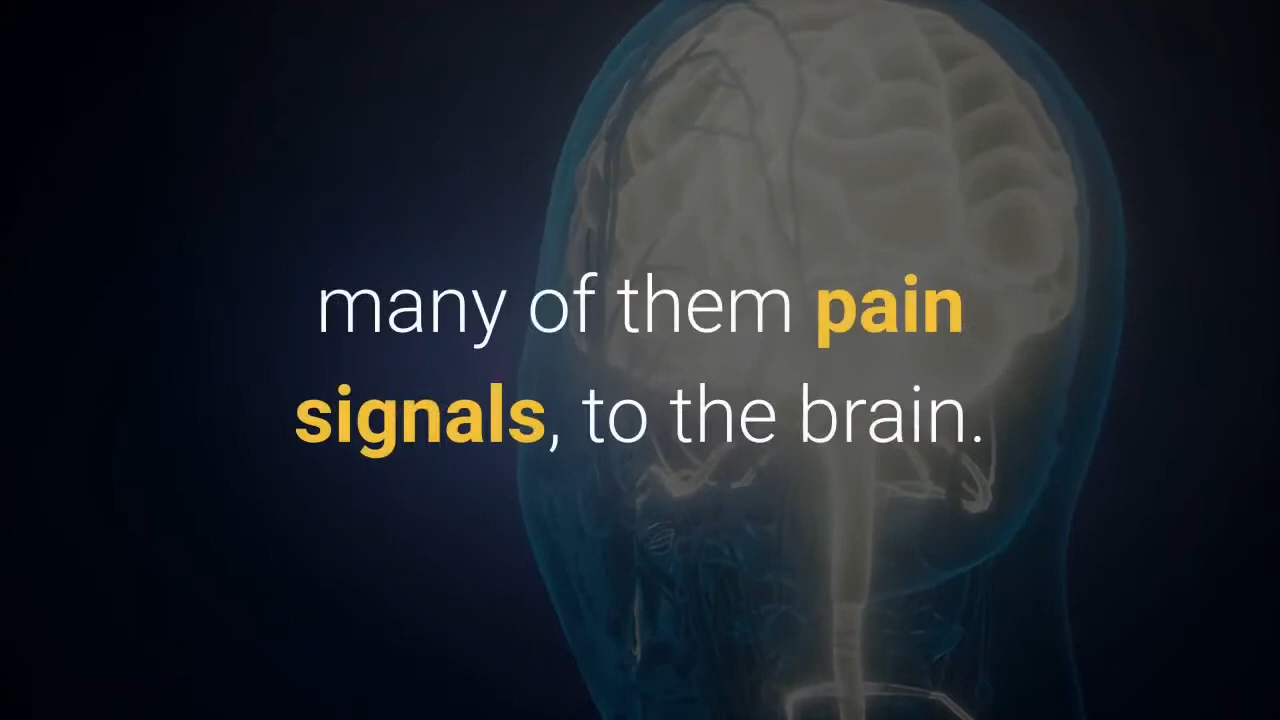 many of them pain
signals, to the brain.